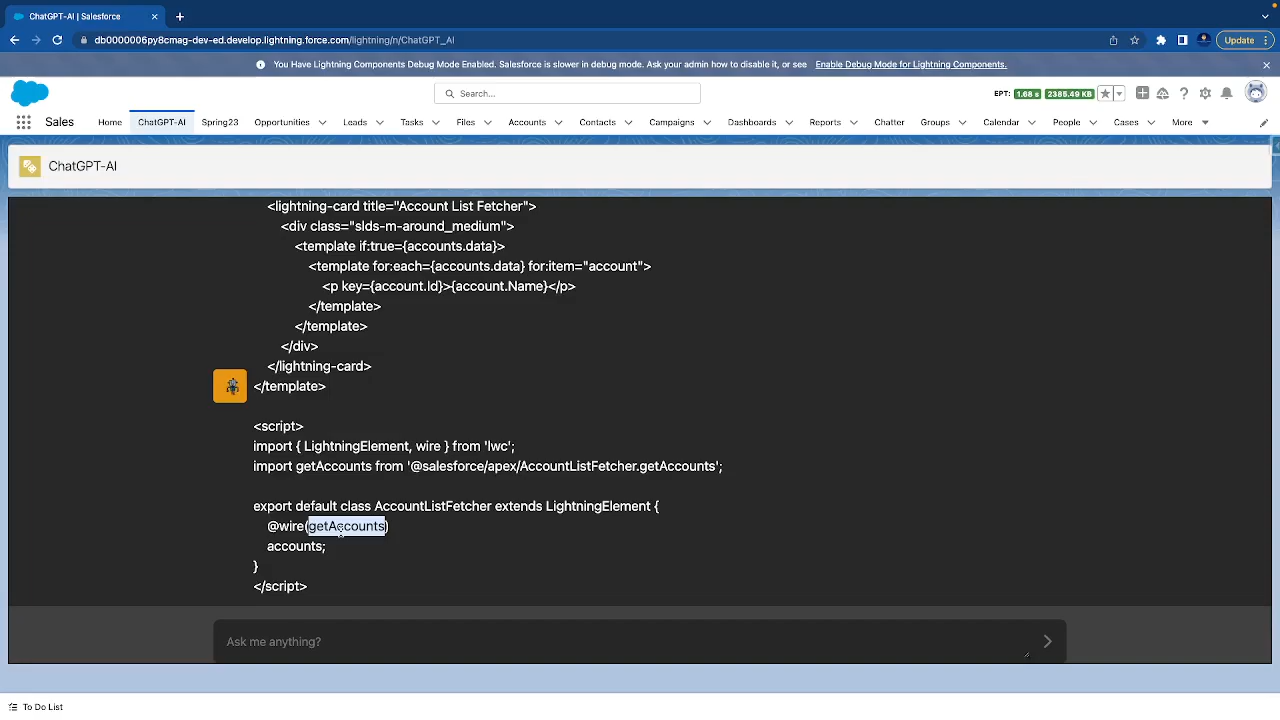 ChatGPT-AI | Salesforce
db0000006py8cmag-dev-ed.develop.lightning.force.com/lightning/n/ChatGPT_AI
Update
You Have Lightning Components Debug Mode Enabled. Salesforce is slower in debug mode. Ask your admin how to disable it, or see Enable Debug Mode for Lightning Components.
Search...
EPT: 1.68 s 2385.49 KB
Sales Home ChatGPT-AI Spring23 Opportunities Leads Tasks Files Accounts Contacts Campaigns Dashboards Reports Chatter Groups Calendar People Cases More
ChatGPT-AI
<lightning-card title="Account List Fetcher">
<div class="slds-m-around_medium">
<template if:true={accounts.data}>
<template for:each={accounts.data} for:item="account">
<p key={account.Id}>{account.Name}</p>
</template>
</template>
</div>
</lightning-card>
</template>
<script>
import { LightningElement, wire } from 'lwc';
import getAccounts from '@salesforce/apex/AccountListFetcher.getAccounts';
export default class AccountListFetcher extends LightningElement {
@wire(getAccounts)
accounts;
}
</script>
Ask me anything?
To Do List